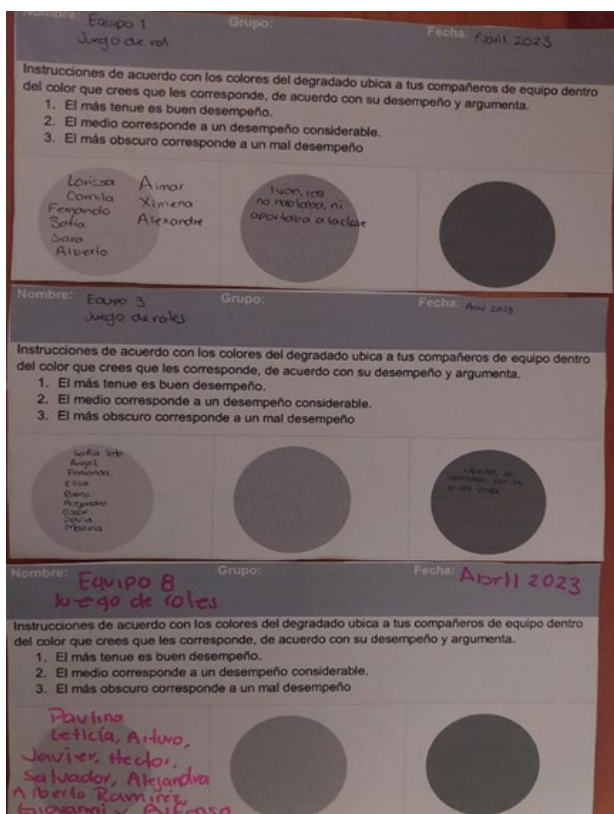 Nombre: Equipo 1 Grupo: Fecha: Abril 2023
Juego de rol
Instrucciones de acuerdo con los colores del degradado ubica a tus compañeros de equipo dentro
del color que crees que les corresponde, de acuerdo con su desempeño y argumenta.
1. El más tenue es buen desempeño.
2. El medio corresponde a un desempeño considerable.
3. El más obscuro corresponde a un mal desempeño
Larissa
Camila
Fernando
Sofia
Sara
Alberto
Aimar
Ximena
Alexandre
no hablaba, ni
aportaba a la clase
Nombre: Equipo 3 Grupo: Fecha: Abril 2023
Juego de roles
Instrucciones de acuerdo con los colores del degradado ubica a tus compañeros de equipo dentro
del color que crees que les corresponde, de acuerdo con su desempeño y argumenta.
1. El más tenue es buen desempeño.
2. El medio corresponde a un desempeño considerable.
3. El más obscuro corresponde a un mal desempeño
Sofia Soto
Angel
Fernanda
Elisa
Alejandro
Oscar
David
Nombre: Equipo 8 Grupo: Fecha: Abril 2023
Juego de roles
Instrucciones de acuerdo con los colores del degradado ubica a tus compañeros de equipo dentro
del color que crees que les corresponde, de acuerdo con su desempeño y argumenta.
1. El más tenue es buen desempeño.
2. El medio corresponde a un desempeño considerable.
3. El más obscuro corresponde a un mal desempeño
Paulina
Leticia, Arturo,
Javier, Hector,
Salvador, Alejandra
Alberto Ramirez,
Giovanni y Alfonso